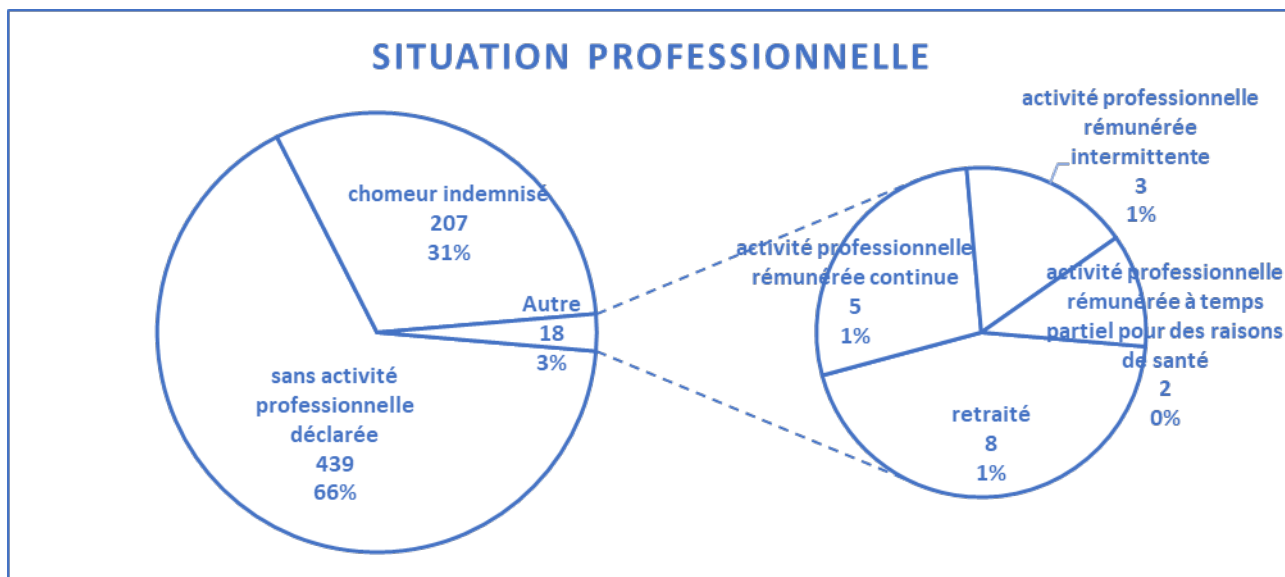 SITUATION PROFESSIONNELLE
chomeur indemnisé
207
31%
Autre
18
3%
sans activité
professionnelle
déclarée
439
66%
activité professionnelle
rémunérée
intermittente
3
1%
activité professionnelle
rémunérée continue
5
1%
activité professionnelle
rémunérée à temps
partiel pour des raisons
de santé
2
0%
retraité
8
1%